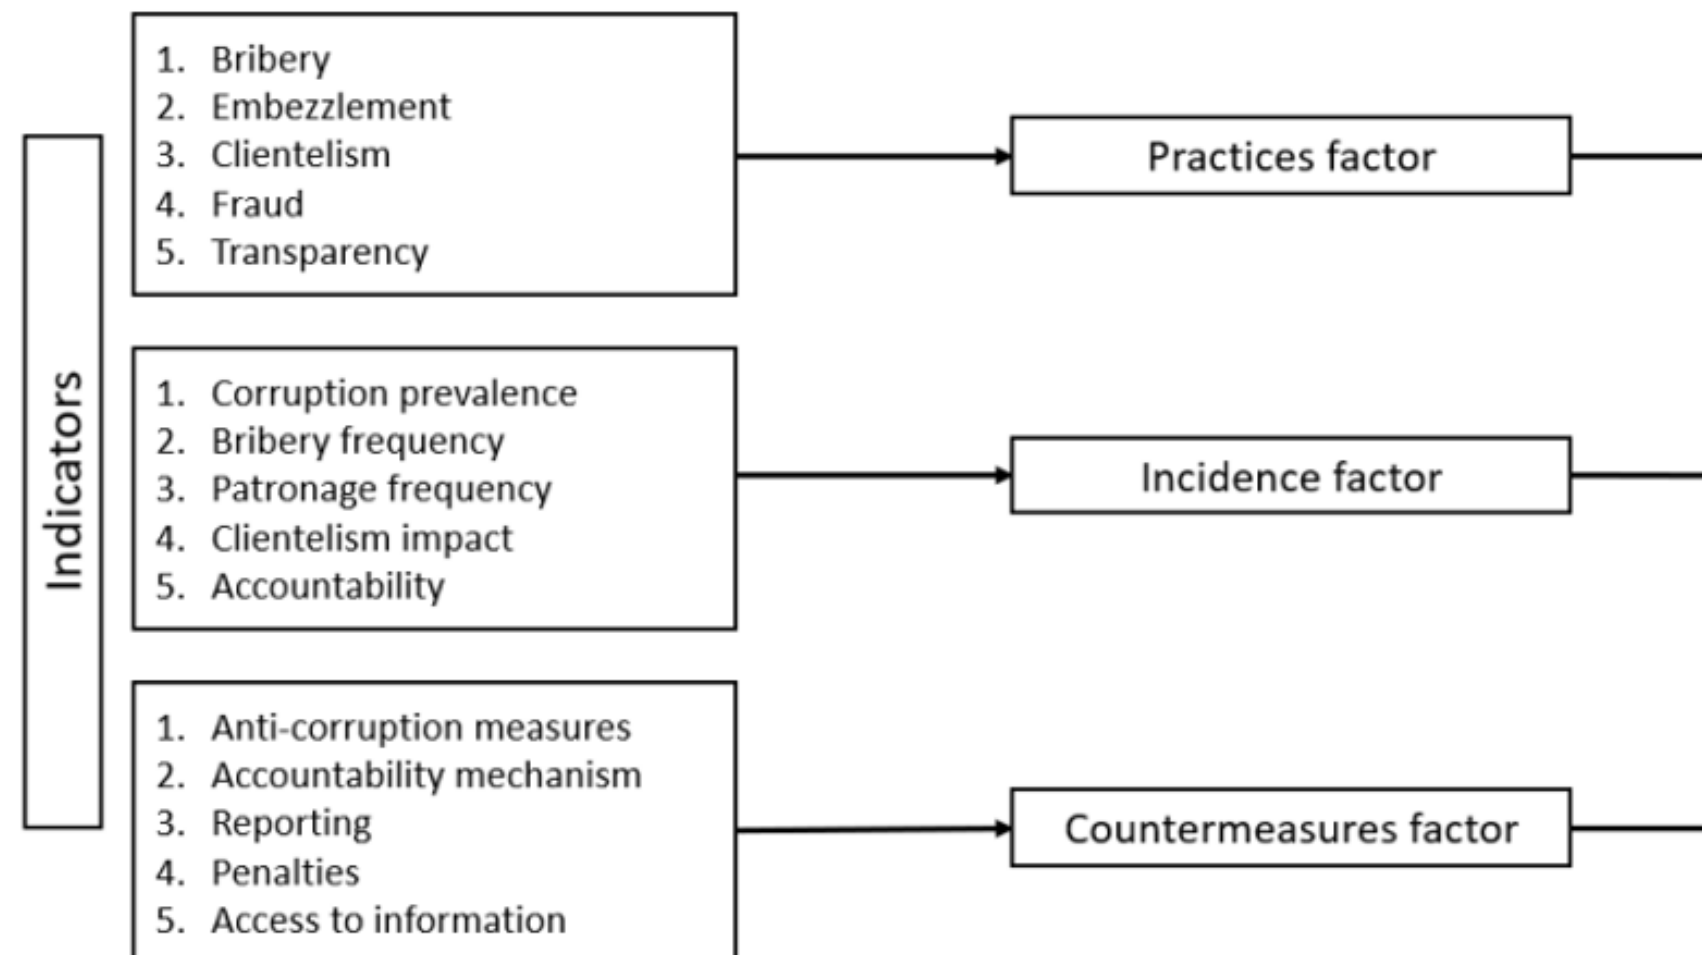 Indicators
1. Bribery
2. Embezzlement
3. Clientelism
4. Fraud
5. Transparency
Practices factor
1. Corruption prevalence
2. Bribery frequency
3. Patronage frequency
4. Clientelism impact
5. Accountability
Incidence factor
1. Anti-corruption measures
2. Accountability mechanism
3. Reporting
4. Penalties
5. Access to information
Countermeasures factor